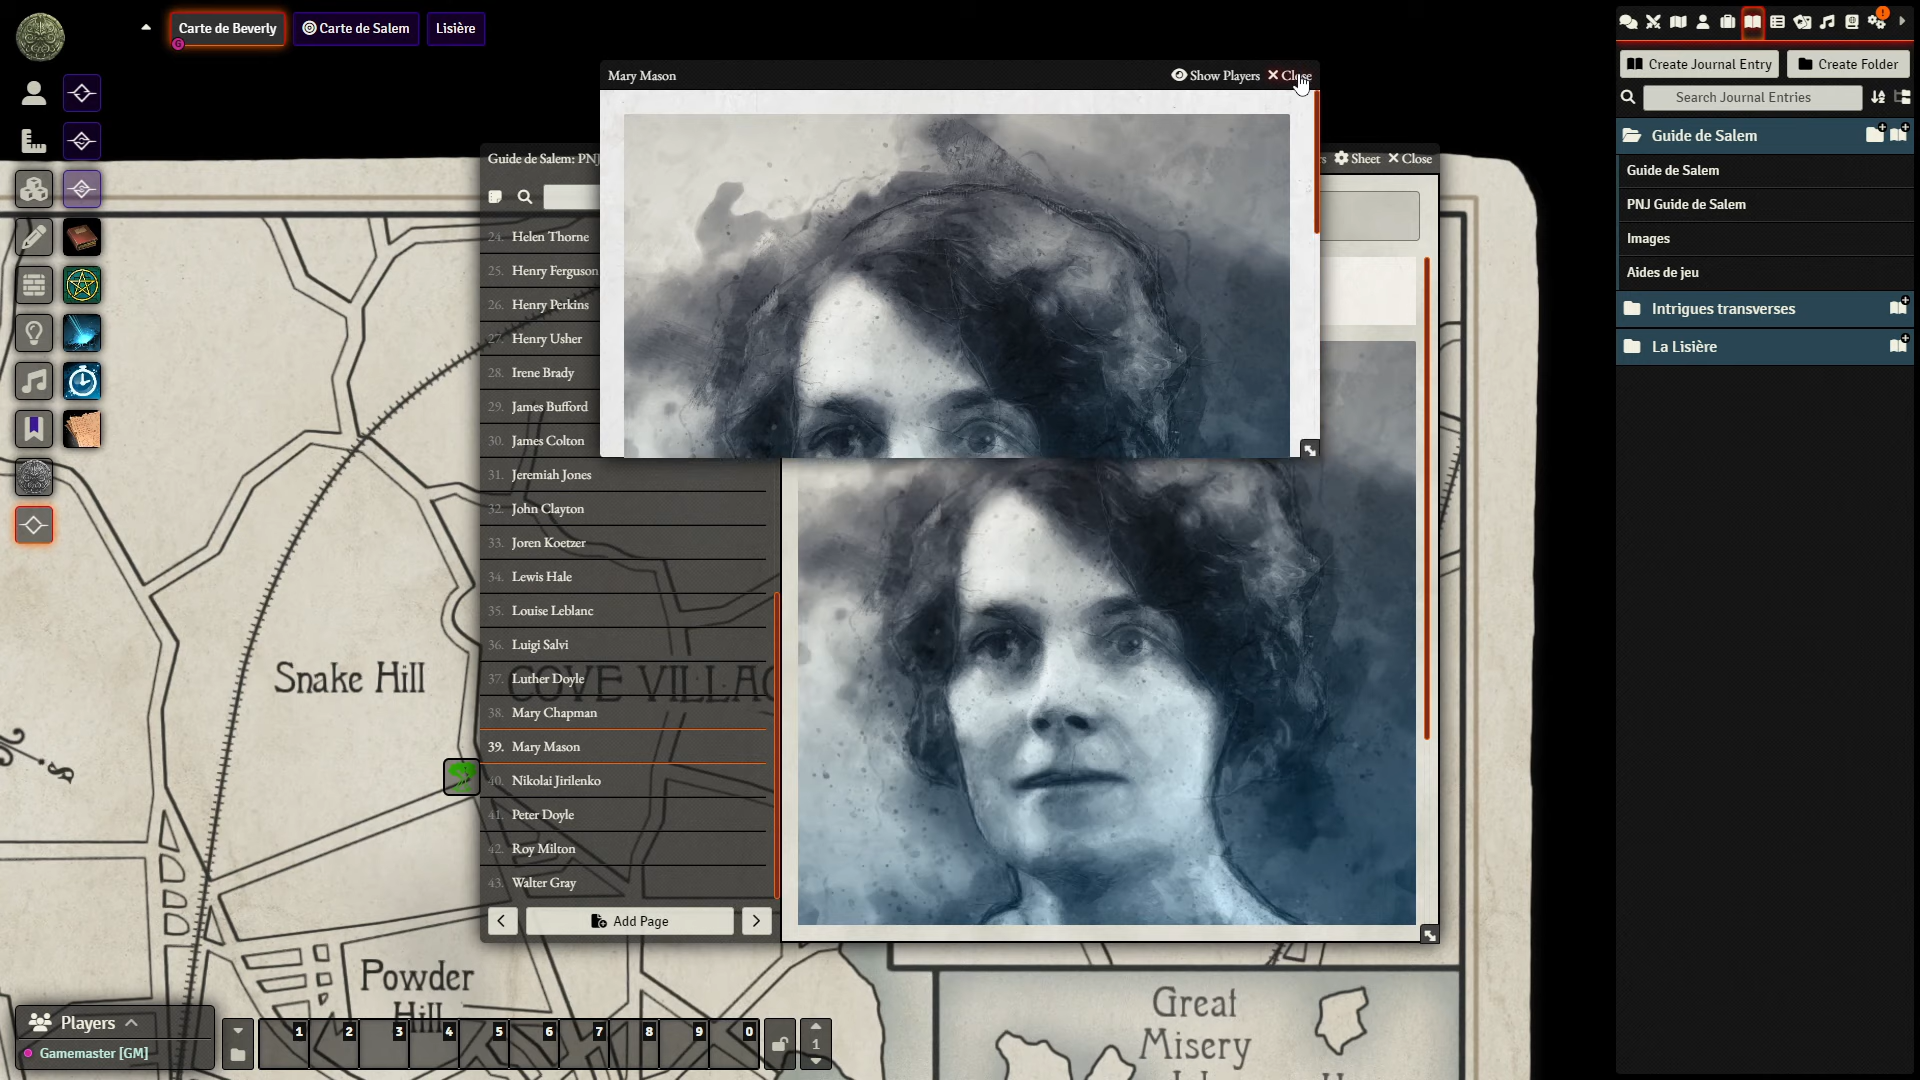 Carte de Beverly
G
Carte de Salem
Lisière
Mary Mason
Show Players
Close
Guide de Salem: PNJ
Sheet
Close
24. Helen Thorne
25. Henry Ferguson
26. Henry Perkins
27. Henry Usher
28. Irene Brady
29. James Bufford
30. James Colton
31. Jeremiah Jones
32. John Clayton
33. Joren Koetzer
34. Lewis Hale
35. Louise Leblanc
36. Luigi Salvi
37. Luther Doyle
38. Mary Chapman
39. Mary Mason
40. Nikolai Jirilenko
41. Peter Doyle
42. Roy Milton
43. Walter Gray
Add Page
Create Journal Entry
Create Folder
Search Journal Entries
Guide de Salem
Guide de Salem
PNJ Guide de Salem
Images
Aides de jeu
Intrigues transverses
La Lisière
Snake Hill
COVE VILLAG
S
Powder
Hill
Great
Misery
Players
Gamemaster [GM]
1 2 3 4 5 6 7 8 9 0
1